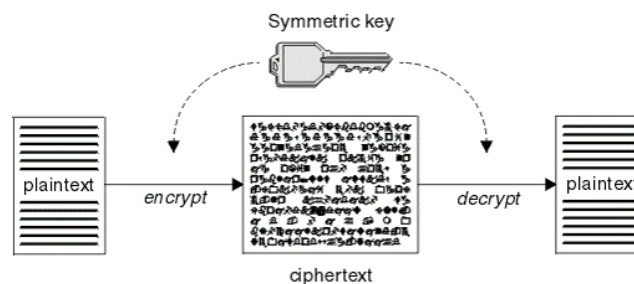 Symmetric key
plaintext
encrypt
decrypt
plaintext
ciphertext